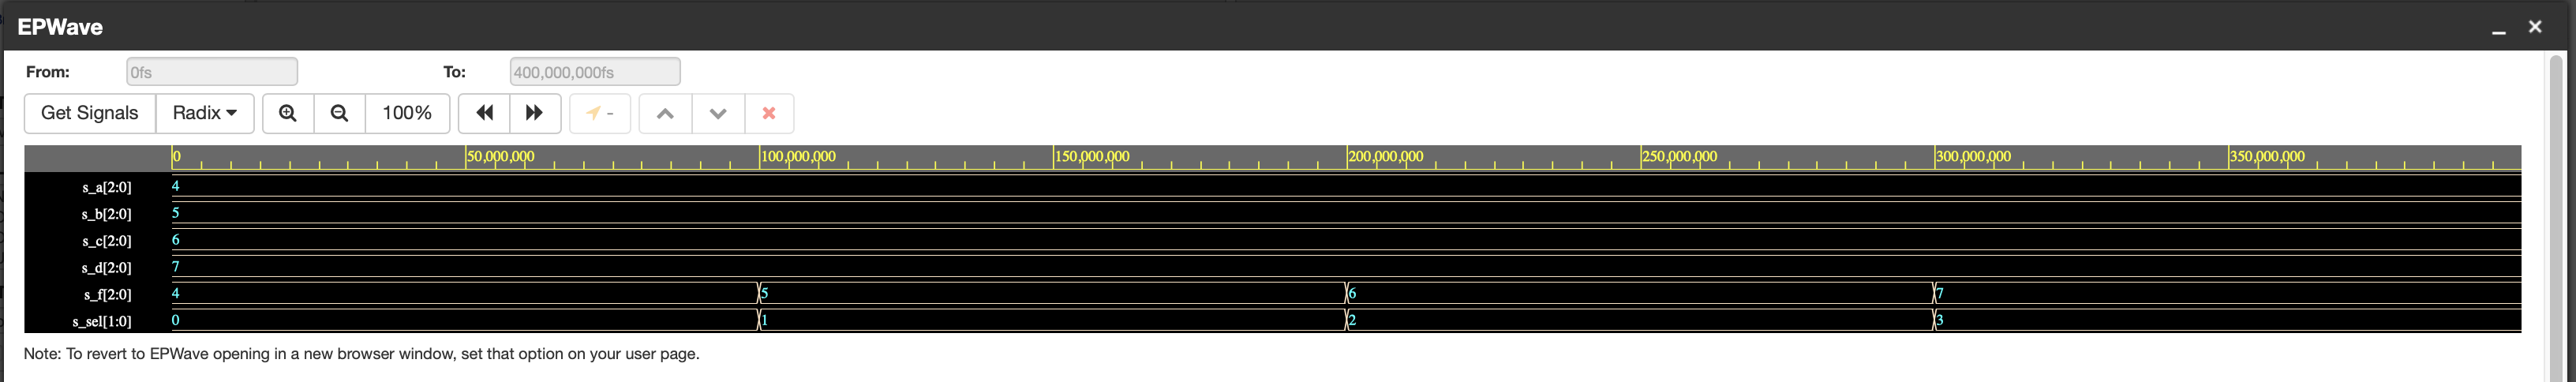 EPWave
From: 0fs To: 400,000,000fs
Get Signals Radix 100% -
0 50,000,000 100,000,000 150,000,000 200,000,000 250,000,000 300,000,000 350,000,000
s_a[2:0] 4
s_b[2:0] 5
s_c[2:0] 6
s_d[2:0] 7
s_f[2:0] 4 5 6 7
s_sel[1:0] 0 1 2 3
Note: To revert to EPWave opening in a new browser window, set that option on your user page.